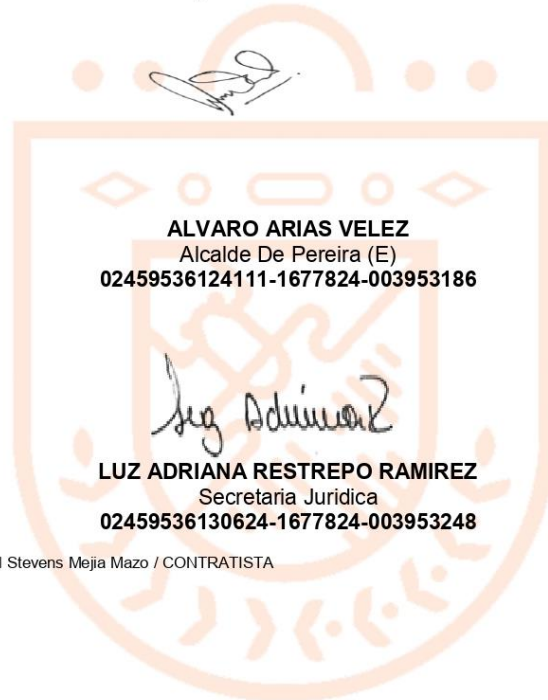 ALVARO ARIAS VELEZ
Alcalde De Pereira (E)
02459536124111-1677824-003953186
LUZ ADRIANA RESTREPO RAMIREZ
Secretaria Juridica
02459536130624-1677824-003953248
Stevens Mejia Mazo / CONTRATISTA